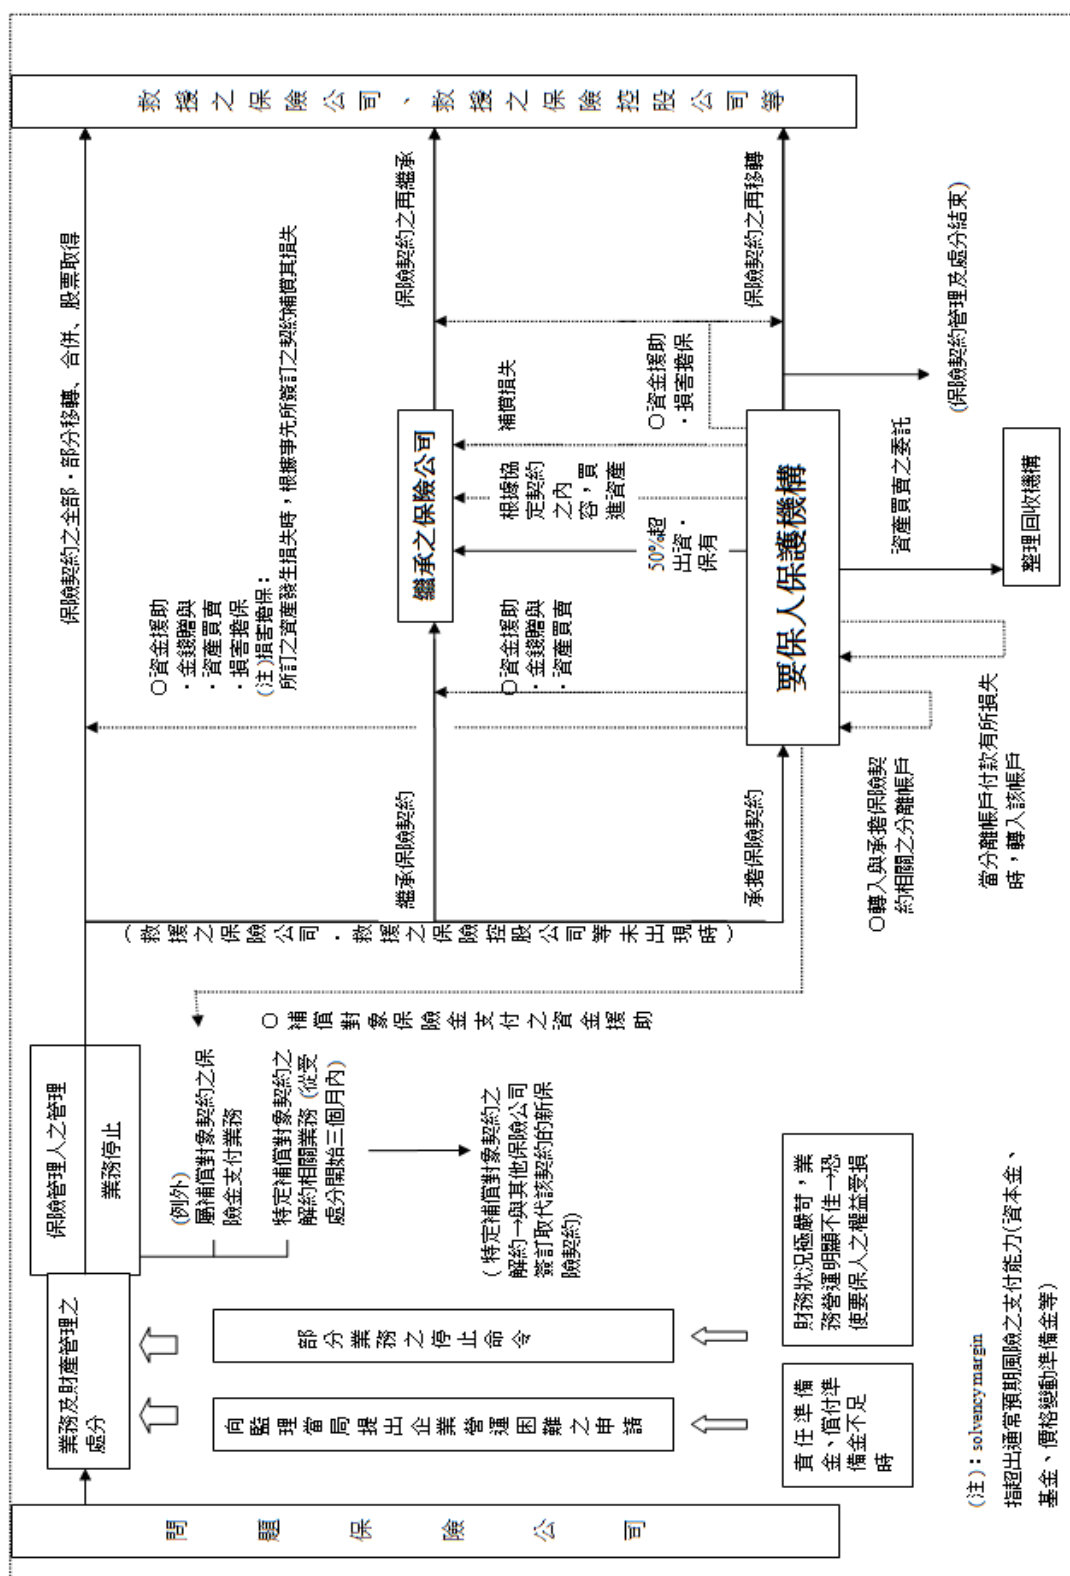 問題保險公司
業務及財產管理之
處分
保險管理人之管理
業務停止
向監理當局提出企業營運困難之申請
部分業務之停止命令
責任準備
金、償付準
備金不足
時
財務狀況極嚴苛，業
務營運明顯不佳→恐
使要保人之權益受損
(例外)
屬補償對象契約之保
險金支付業務
特定補償對象契約之
解約相關業務 (從受
處分開始三個月內)
(特定補償對象契約之
解約→與其他保險公司
簽訂取代該契約的新保
險契約)
○補償對象保險金支付之資金援助
(救援之保險公司．救援之保險控股公司等未出現時)
保險契約之全部．部分移轉、合併、股票取得
○資金援助
．金錢贈與
．資產買賣
．損害擔保
(注)損害擔保：
所訂之資產發生損失時，根據事先所簽訂之契約補償其損失
繼承保險契約
○資金援助
．金錢贈與
．資產買賣
繼承之保險公司
50%超
出資．
保有
根據協
定契約
之內
容，買
進資產
補償損失
保險契約之再繼承
○資金援助
．損害擔保
承擔保險契約
要保人保護機構
保險契約之再移轉
○轉入與承擔保險契
約相關之分離帳戶
當分離帳戶付款有所損失
時，轉入該帳戶
資產買賣之委託
整理回收機構
(保險契約管理及處分結束)
救援之保險公司、救援之保險控股公司等
(注)：solvency margin
指超出通常預期風險之支付能力(資本金、
基金、價格變動準備金等)